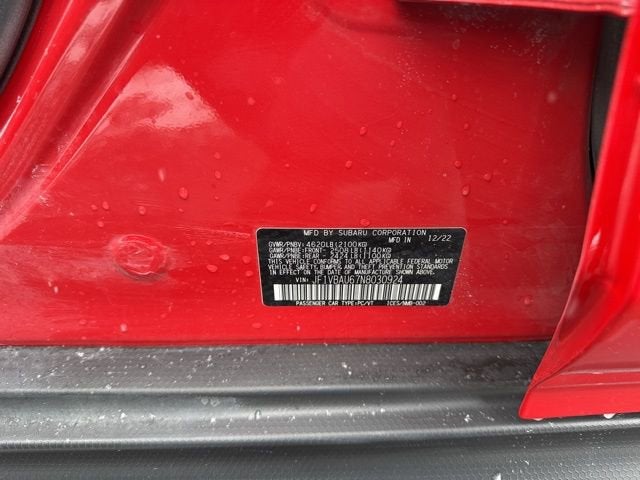 MFD BY SUBARU CORPORATION
GVWR/PNBV: 4620LB(2100KG) MFD IN 12/22
GAWR/PNBE:FRONT- 2508LB(1140KG)
GAWR/PNBE:REAR - 2424LB(1100KG)
THIS VEHICLE CONFORMS TO ALL APPLICABLE FEDERAL MOTOR
VEHICLE SAFETY, BUMPER, AND THEFT PREVENTION STANDARDS
IN EFFECT ON THE DATE OF MANUFACTURE SHOWN ABOVE.
VIN: JF1VBAU67N8030924
PASSENGER CAR TYPE:PC/VT ICES/NMB-002